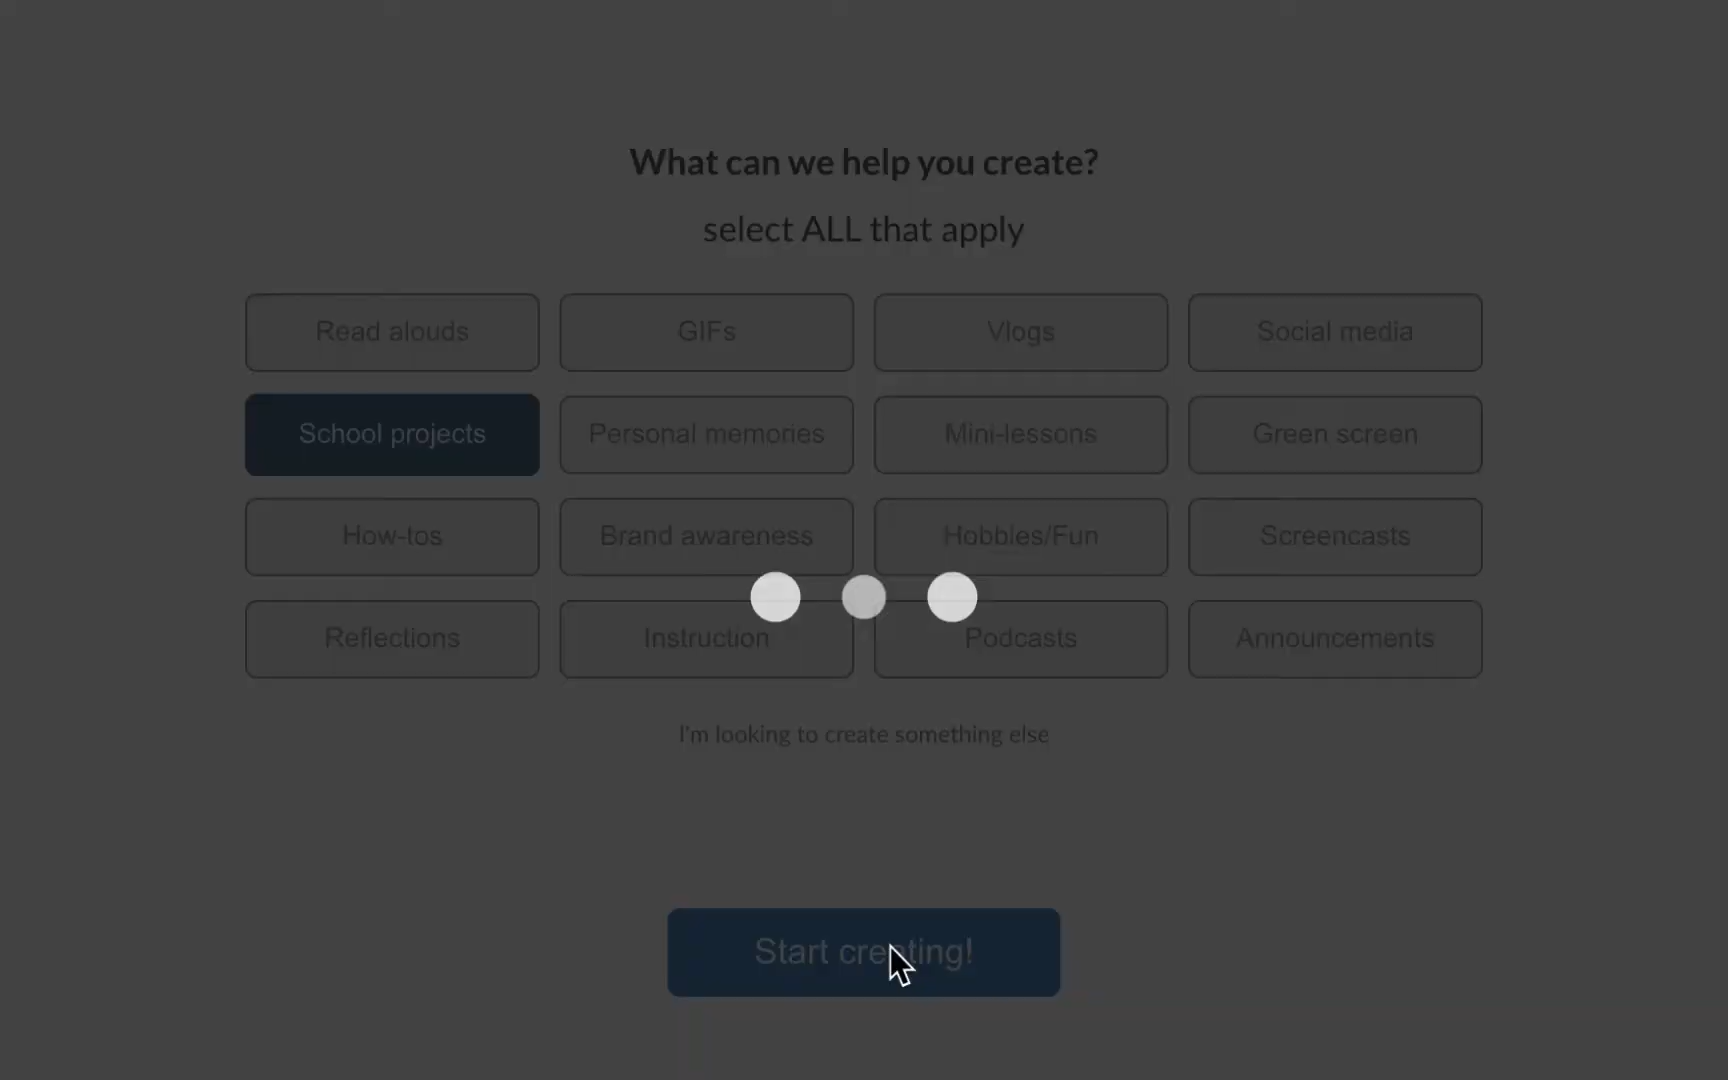 What can we help you create?
select ALL that apply
Read alouds
GIFs
Vlogs
Social media
School projects
Personal memories
Mini-lessons
Green screen
How-tos
Brand awareness
Hobbies/Fun
Screencasts
Reflections
Instruction
Podcasts
Announcements
I'm looking to create something else
Start creating!